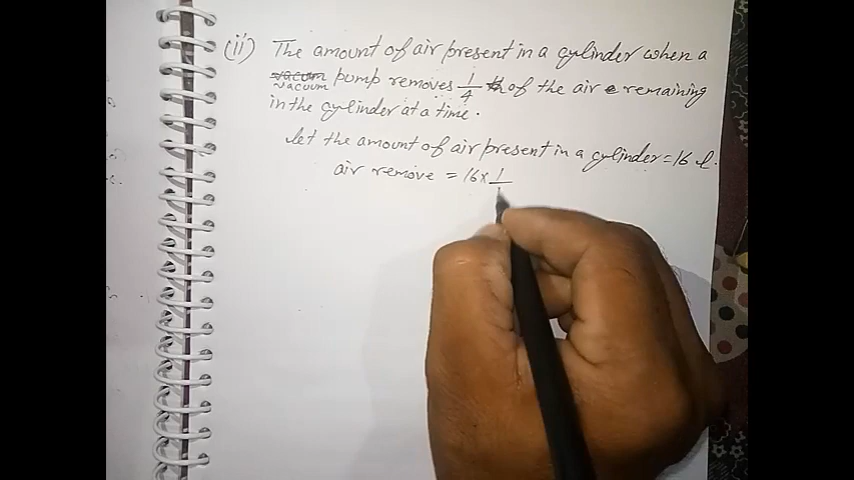 (ii) The amount of air present in a cylinder when a
vacuum pump removes 1/4 th of the air remaining
in the cylinder at a time.
let the amount of air present in a cylinder = 16 l.
air remove = 16 × 1/